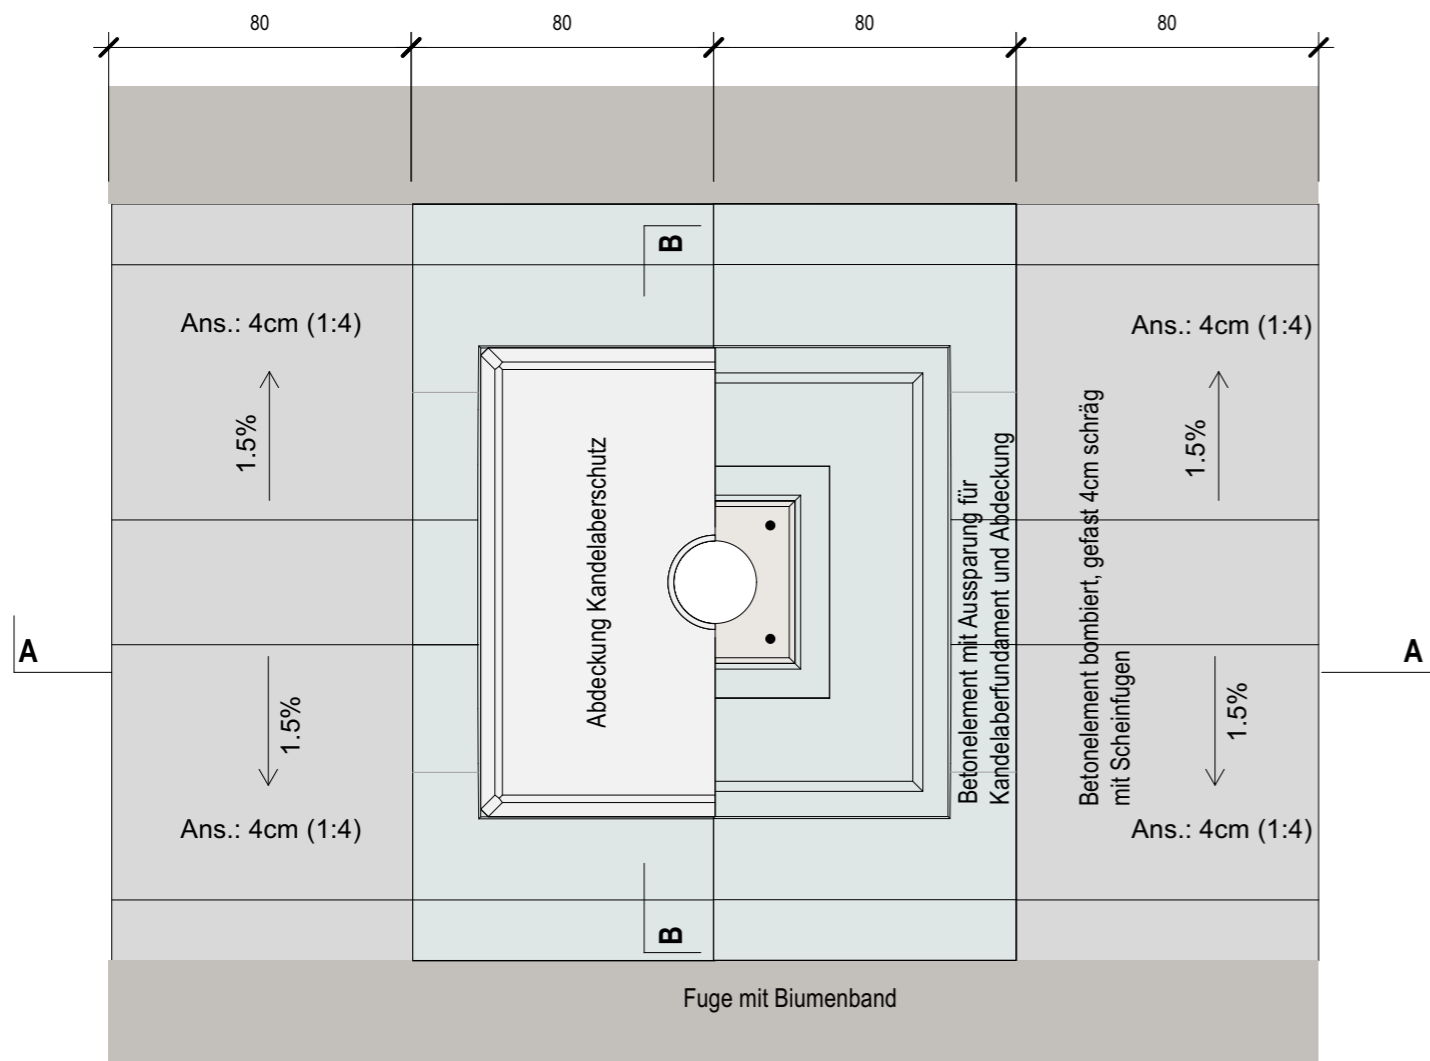 80
80
80
80
B
Ans.: 4cm (1:4)
Ans.: 4cm (1:4)
1.5%
1.5%
Abdeckung Kandelaberschutz
Betonelement mit Aussparung für
Kandelaberfundament und Abdeckung
Betonelement bombiert, gefast 4cm schräg
mit Scheinfugen
A
A
1.5%
1.5%
Ans.: 4cm (1:4)
Ans.: 4cm (1:4)
B
Fuge mit Biumenband